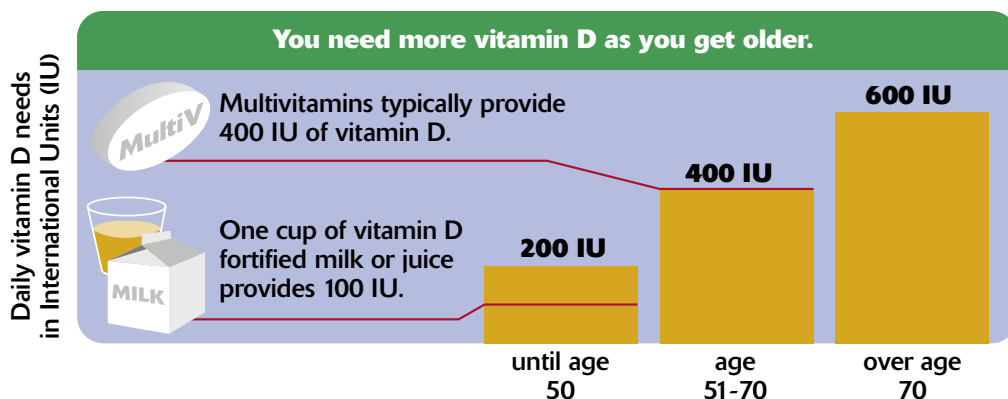 You need more vitamin D as you get older.
Daily vitamin D needs
in International Units (IU)
MultiV
Multivitamins typically provide
400 IU of vitamin D.
MILK
One cup of vitamin D
fortified milk or juice
provides 100 IU.
200 IU
400 IU
600 IU
until age
50
age
51-70
over age
70